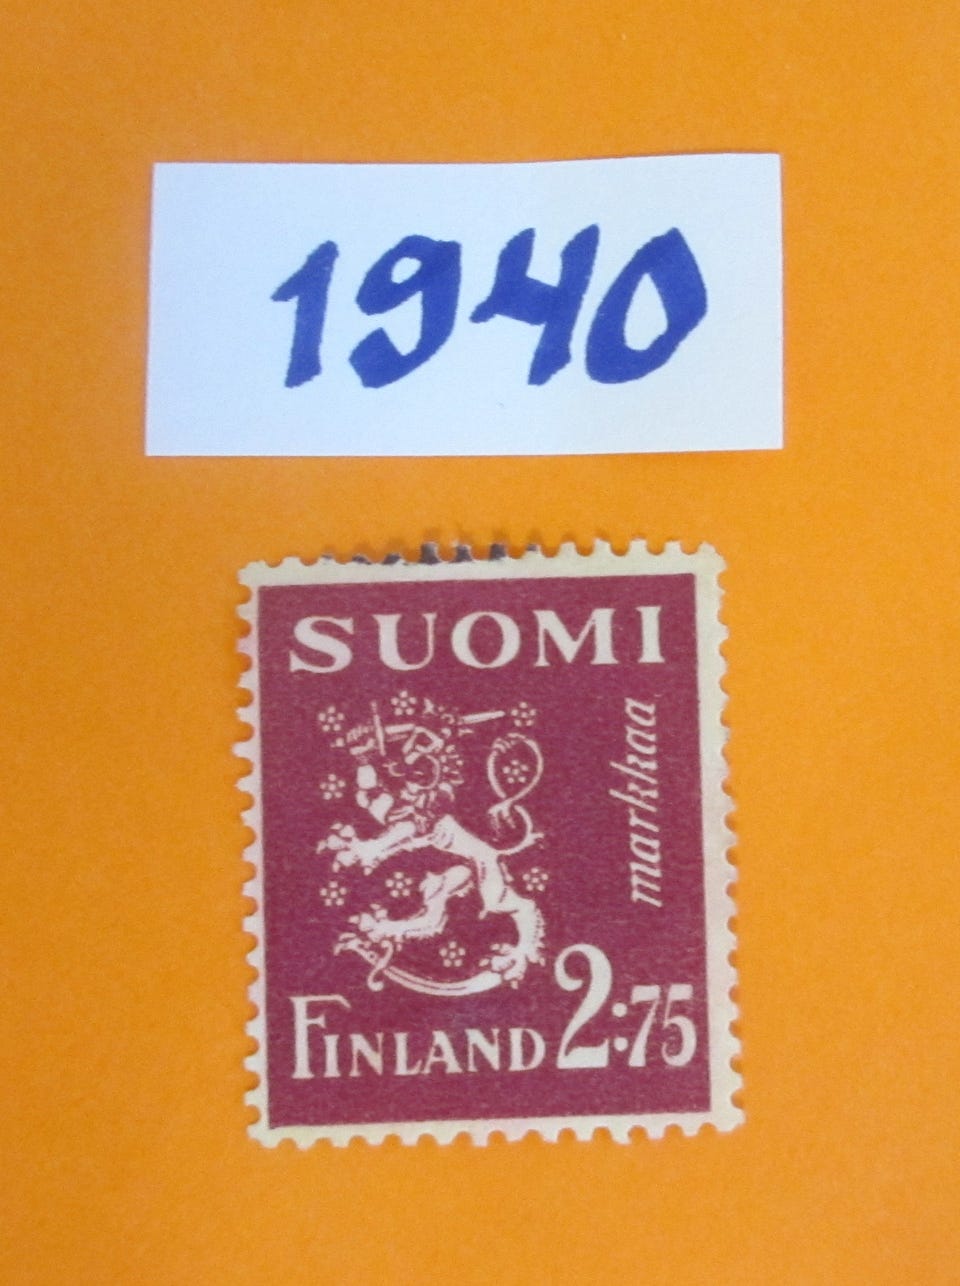 1940
SUOMI
markkaa
FINLAND 2:75